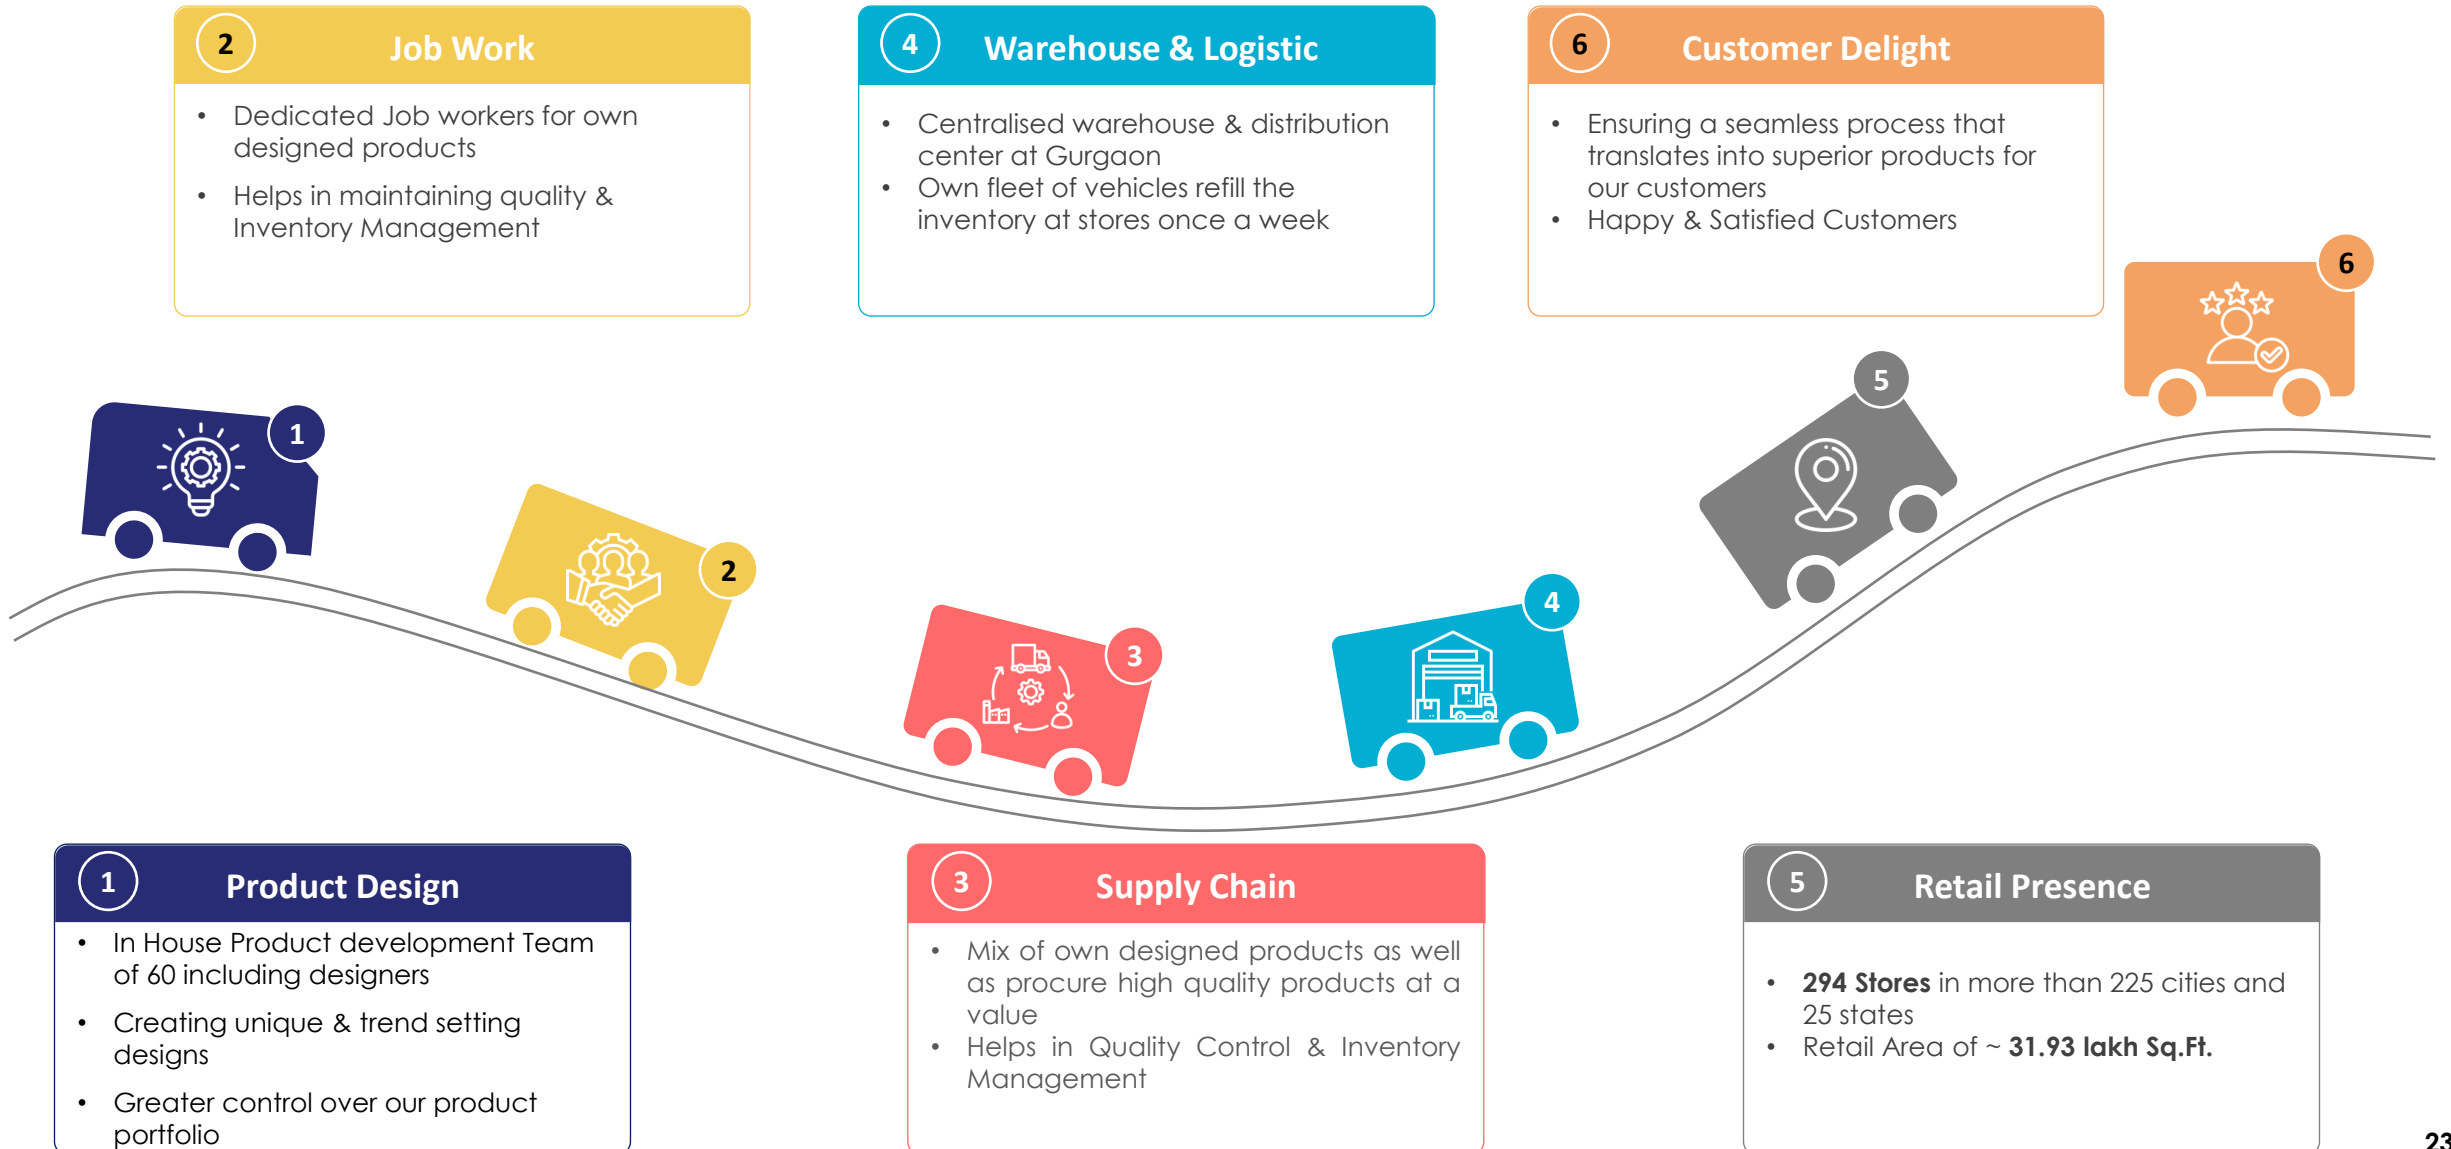 2
Job Work
• Dedicated Job workers for own
designed products
• Helps in maintaining quality &
Inventory Management
4
Warehouse & Logistic
• Centralised warehouse & distribution
center at Gurgaon
• Own fleet of vehicles refill the
inventory at stores once a week
6
Customer Delight
• Ensuring a seamless process that
translates into superior products for
our customers
• Happy & Satisfied Customers
1
2
3
4
5
6
1
Product Design
• In House Product development Team
of 60 including designers
• Creating unique & trend setting
designs
• Greater control over our product
portfolio
3
Supply Chain
• Mix of own designed products as well
as procure high quality products at a
value
• Helps in Quality Control & Inventory
Management
5
Retail Presence
• 294 Stores in more than 225 cities and
25 states
• Retail Area of ~ 31.93 lakh Sq.Ft.
23